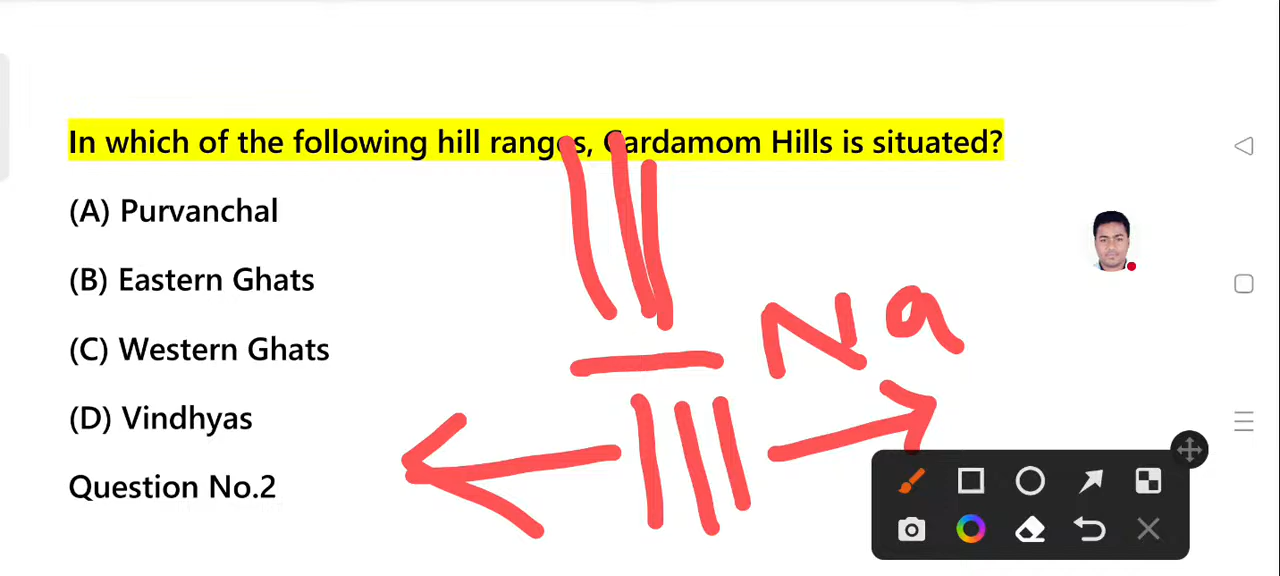 In which of the following hill ranges, Cardamom Hills is situated?
(A) Purvanchal
(B) Eastern Ghats
(C) Western Ghats
Na
(D) Vindhyas
Question No.2